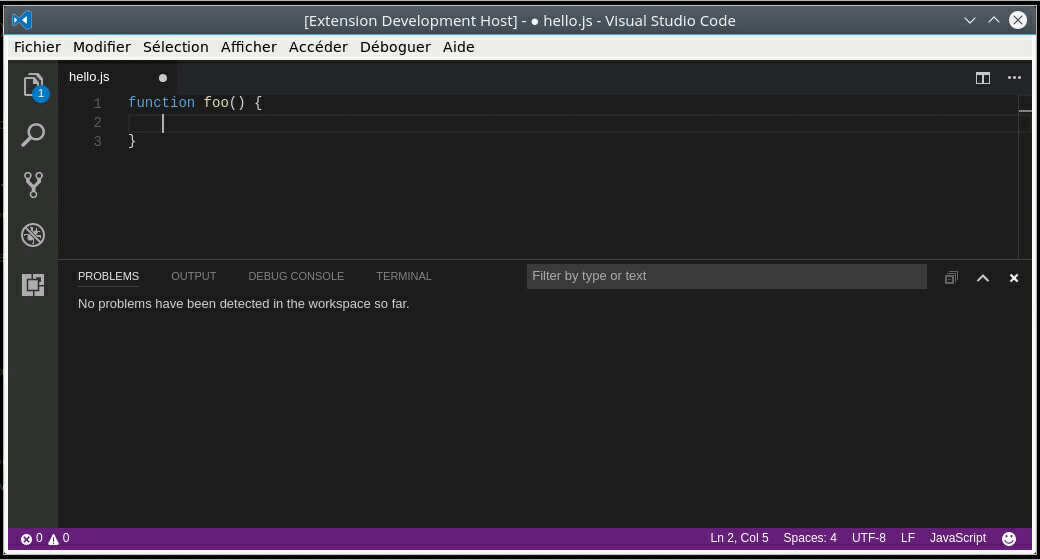 [Extension Development Host] - ● hello.js - Visual Studio Code
Fichier Modifier Sélection Afficher Accéder Déboguer Aide
hello.js ●
1 function foo() {
2
3 }
1
PROBLEMS OUTPUT DEBUG CONSOLE TERMINAL Filter by type or text
No problems have been detected in the workspace so far.
0 0 Ln 2, Col 5 Spaces: 4 UTF-8 LF JavaScript